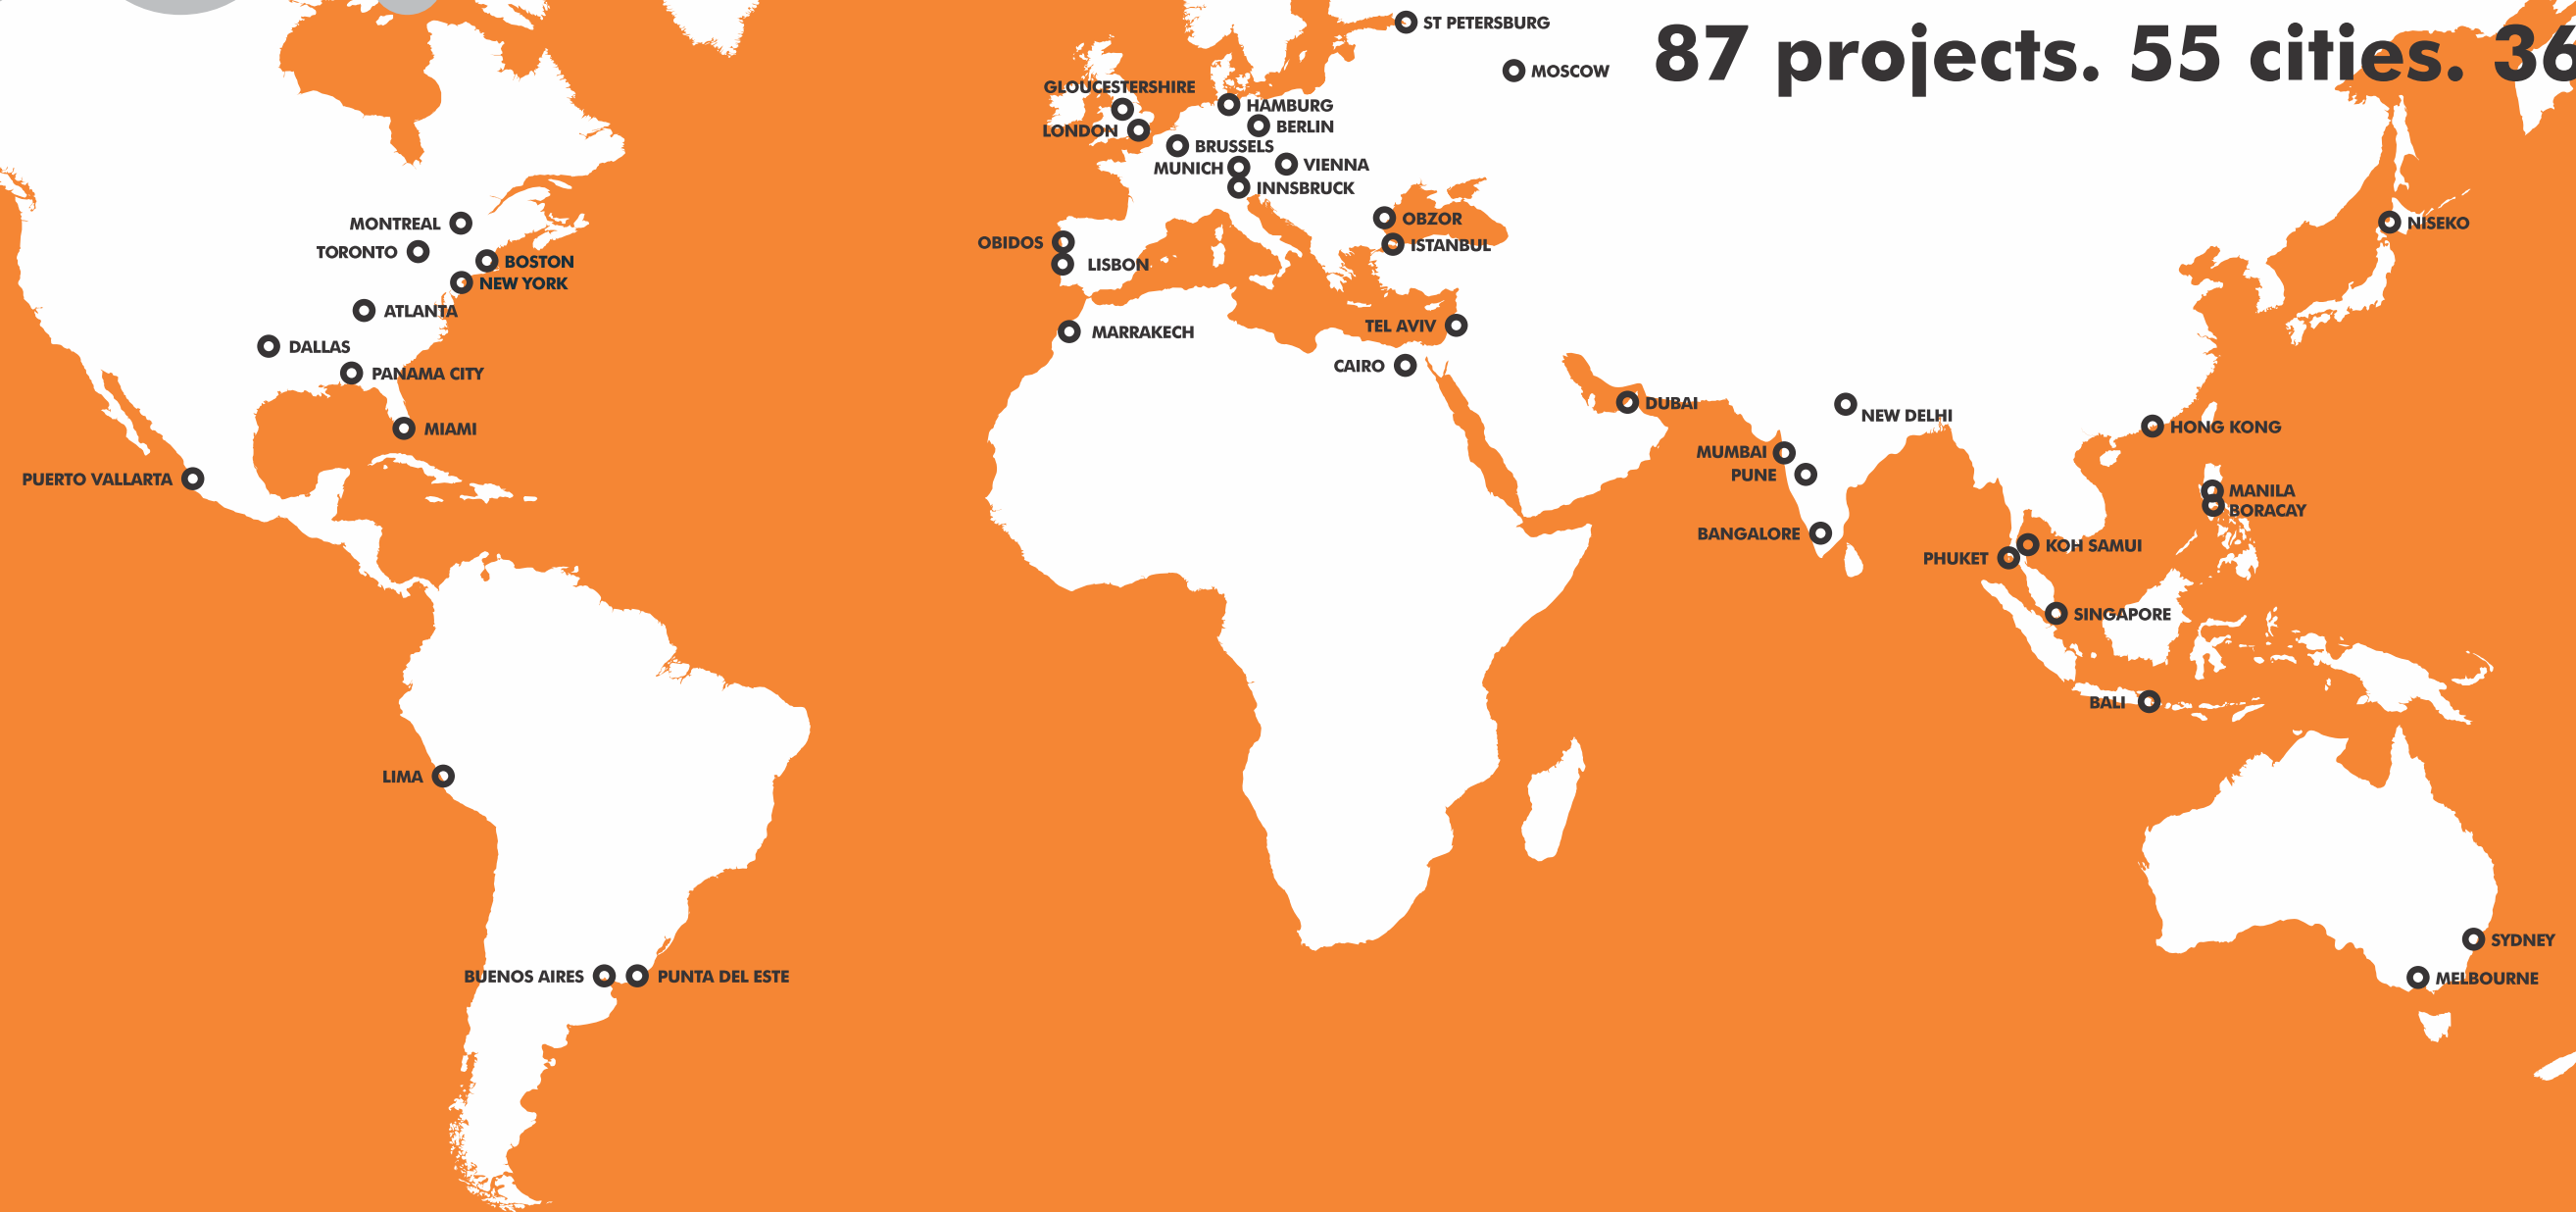 ST PETERSBURG
87 projects. 55 cities. 36
MOSCOW
GLOUCESTERSHIRE
HAMBURG
LONDON
BERLIN
BRUSSELS
MUNICH
VIENNA
INNSBRUCK
MONTREAL
OBZOR
NISEKO
TORONTO
OBIDOS
ISTANBUL
BOSTON
LISBON
NEW YORK
ATLANTA
TEL AVIV
MARRAKECH
DALLAS
CAIRO
PANAMA CITY
DUBAI
NEW DELHI
MIAMI
HONG KONG
MUMBAI
PUERTO VALLARTA
PUNE
MANILA
BORACAY
BANGALORE
KOH SAMUI
PHUKET
SINGAPORE
BALI
LIMA
SYDNEY
BUENOS AIRES
PUNTA DEL ESTE
MELBOURNE